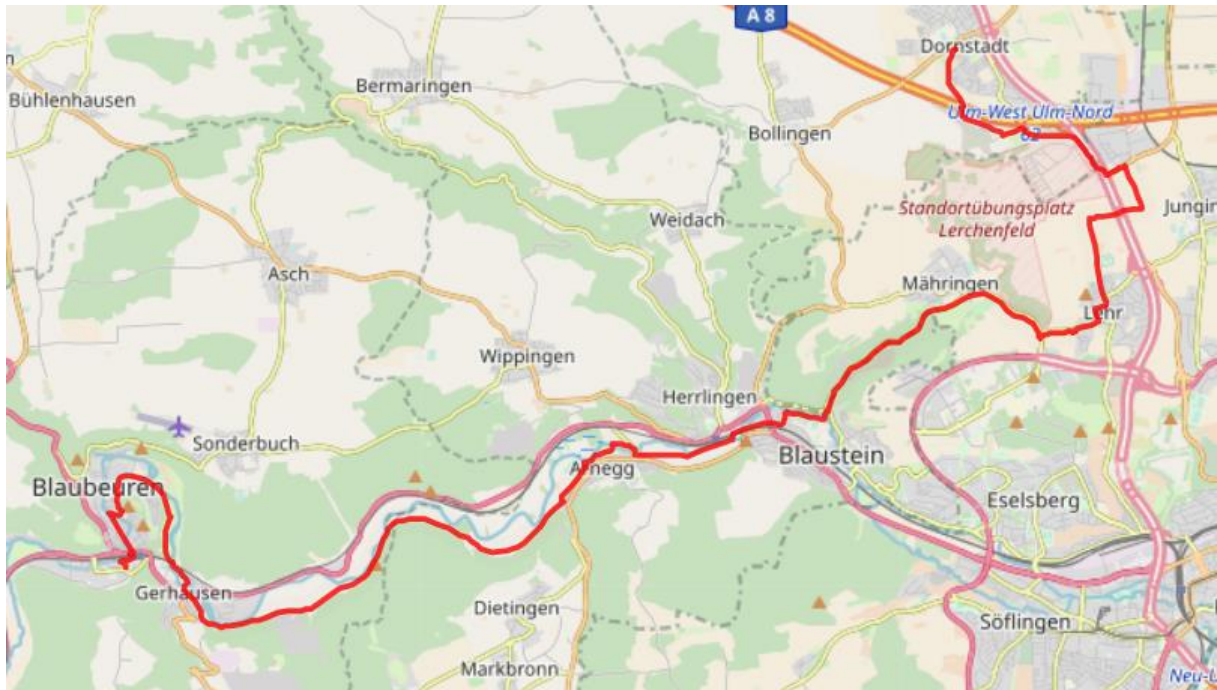 A 8
Dornstadt
Bermaringen
Bühlenhausen
Ulm-West Ulm-Nord
62
Bollingen
Standortübungsplatz
Lerchenfeld
Jungin
Weidach
Asch
Mähringen
Lehr
Wippingen
Herrlingen
Sonderbuch
Blaustein
Arnegg
Blaubeuren
Eselsberg
Gerhausen
Dietingen
Söflingen
Markbronn
Neu-U